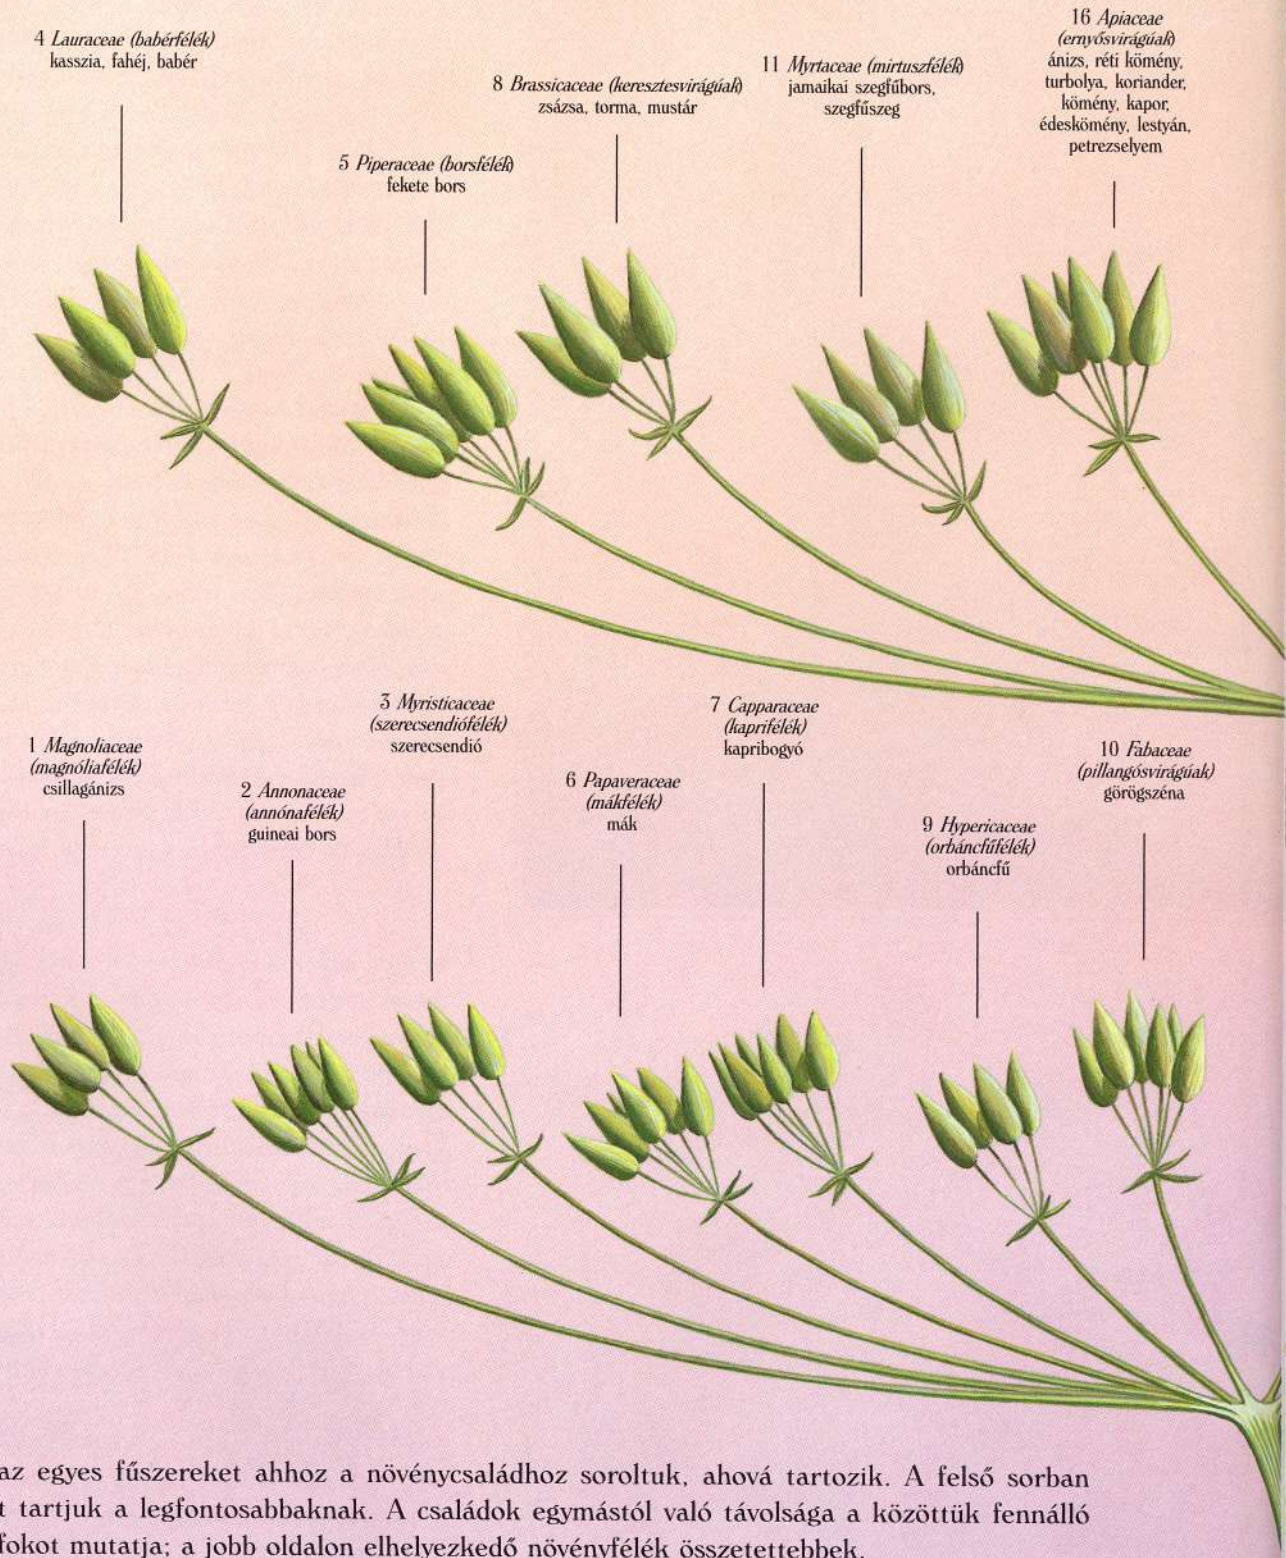 4 Lauraceae (babérfélék)
kasszia, fahéj, babér
5 Piperaceae (borsfélék)
fekete bors
8 Brassicaceae (keresztesvirágúak)
zsázsa, torma, mustár
11 Myrtaceae (mirtuszfélék)
jamaikai szegfűbors,
szegfűszeg
16 Apiaceae
(ernyősvirágúak)
ánizs, réti kömény,
turbolya, koriander,
kömény, kapor,
édeskömény, lestyán,
petrezselyem
1 Magnoliaceae
(magnóliafélék)
csillagánizs
2 Annonaceae
(annónafélék)
guineai bors
3 Myristicaceae
(szerecsendiófélék)
szerecsendió
6 Papaveraceae
(mákfélék)
mák
7 Capparaceae
(kaprifélék)
kapribogyó
9 Hypericaceae
(orbáncfűfélék)
orbáncfű
10 Fabaceae
(pillangósvirágúak)
görögszéna
az egyes fűszereket ahhoz a növénycsaládhoz soroltuk, ahová tartozik. A felső sorban
t tartjuk a legfontosabbaknak. A családok egymástól való távolsága a közöttük fennálló
fokot mutatja; a jobb oldalon elhelyezkedő növényfélék összetettebbek.